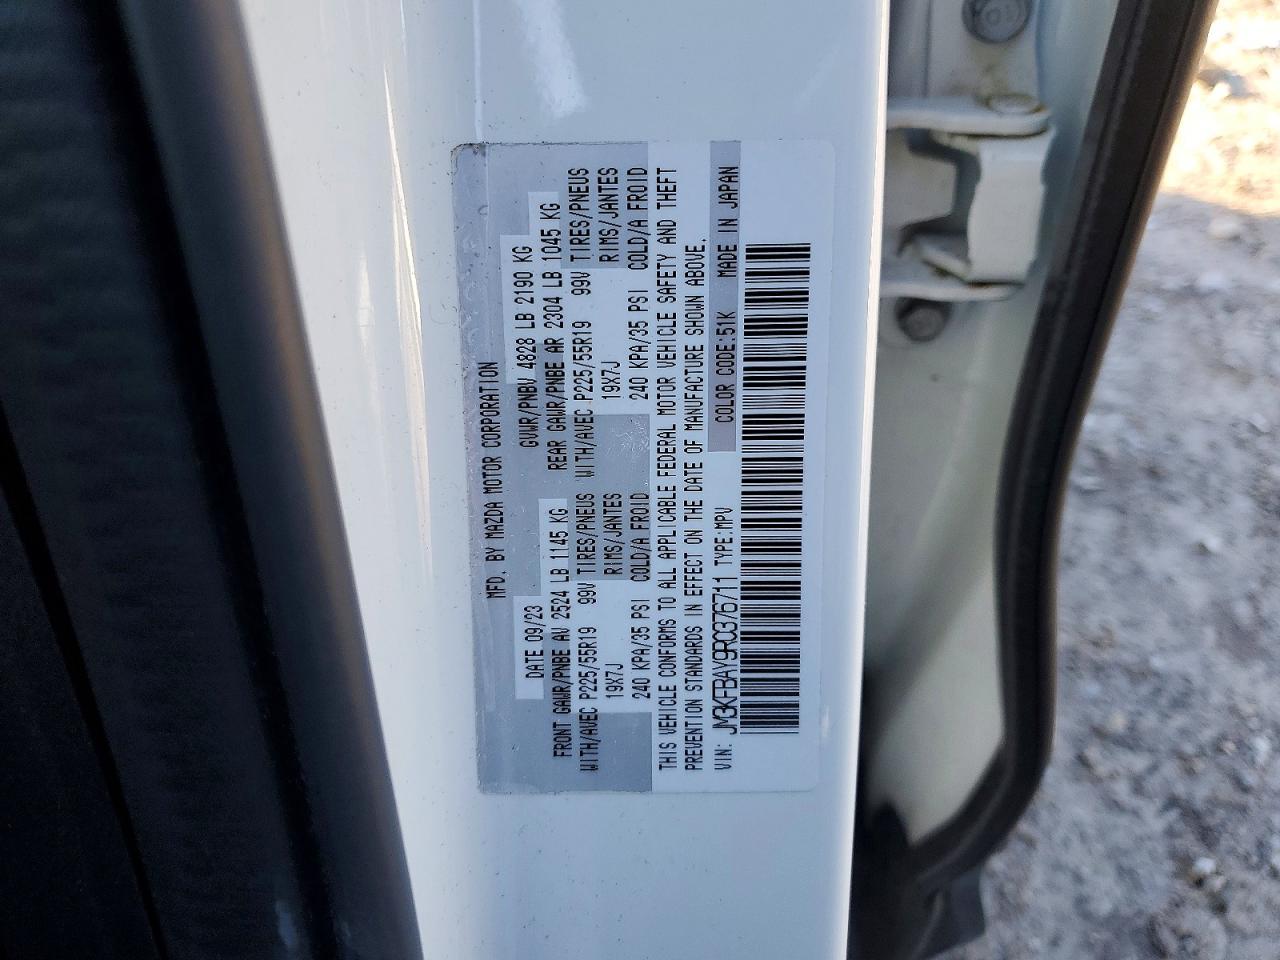 MFD. BY MAZDA MOTOR CORPORATION
DATE 09/23 GVWR/PNBV 4828 LB 2190 KG
FRONT GAWR/PNBE AV 2524 LB 1145 KG REAR GAWR/PNBE AR 2304 LB 1045 KG
WITH/AVEC P225/55R19 99V TIRES/PNEUS WITH/AVEC P225/55R19 99V TIRES/PNEUS
19X7J RIMS/JANTES 19X7J RIMS/JANTES
240 KPA/35 PSI COLD/A FROID 240 KPA/35 PSI COLD/A FROID
THIS VEHICLE CONFORMS TO ALL APPLICABLE FEDERAL MOTOR VEHICLE SAFETY AND THEFT
PREVENTION STANDARDS IN EFFECT ON THE DATE OF MANUFACTURE SHOWN ABOVE.
VIN: JM3KFBAY9R0376711 TYPE:MPV COLOR CODE:51K MADE IN JAPAN